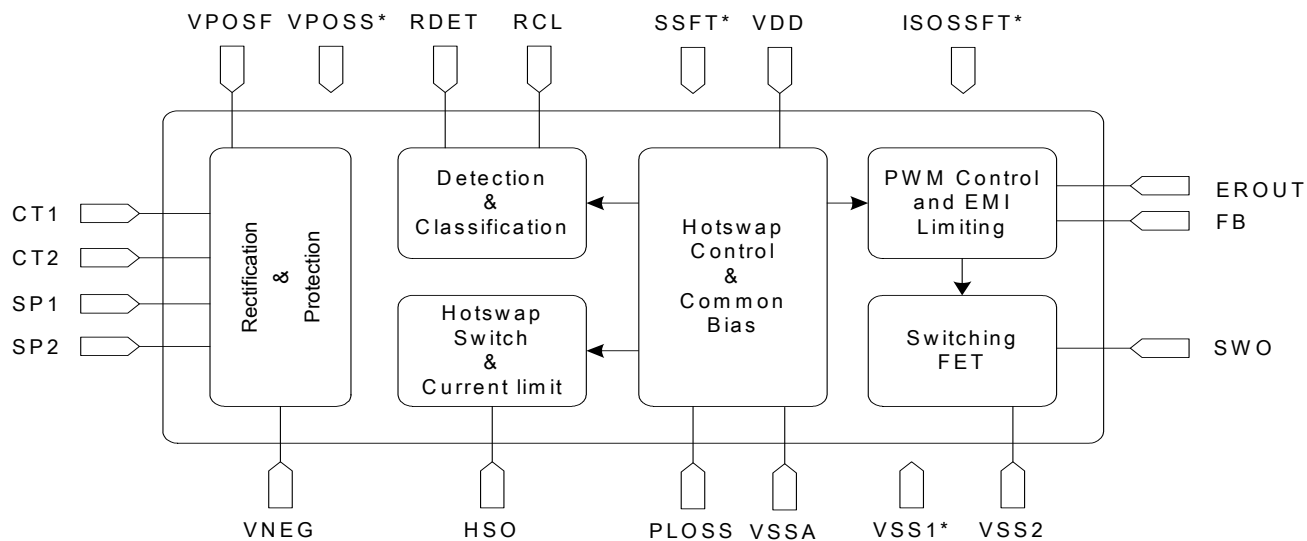 VPOSF VPOSS* RDET RCL SSFT* VDD ISOSSFT*
CT1
CT2
SP1
SP2
Rectification
&
Protection
Detection
&
Classification
Hotswap
Switch
&
Current limit
Hotswap
Control
&
Common
Bias
PWM Control
and EMI
Limiting
Switching
FET
EROUT
FB
SWO
VNEG HSO PLOSS VSSA VSS1* VSS2